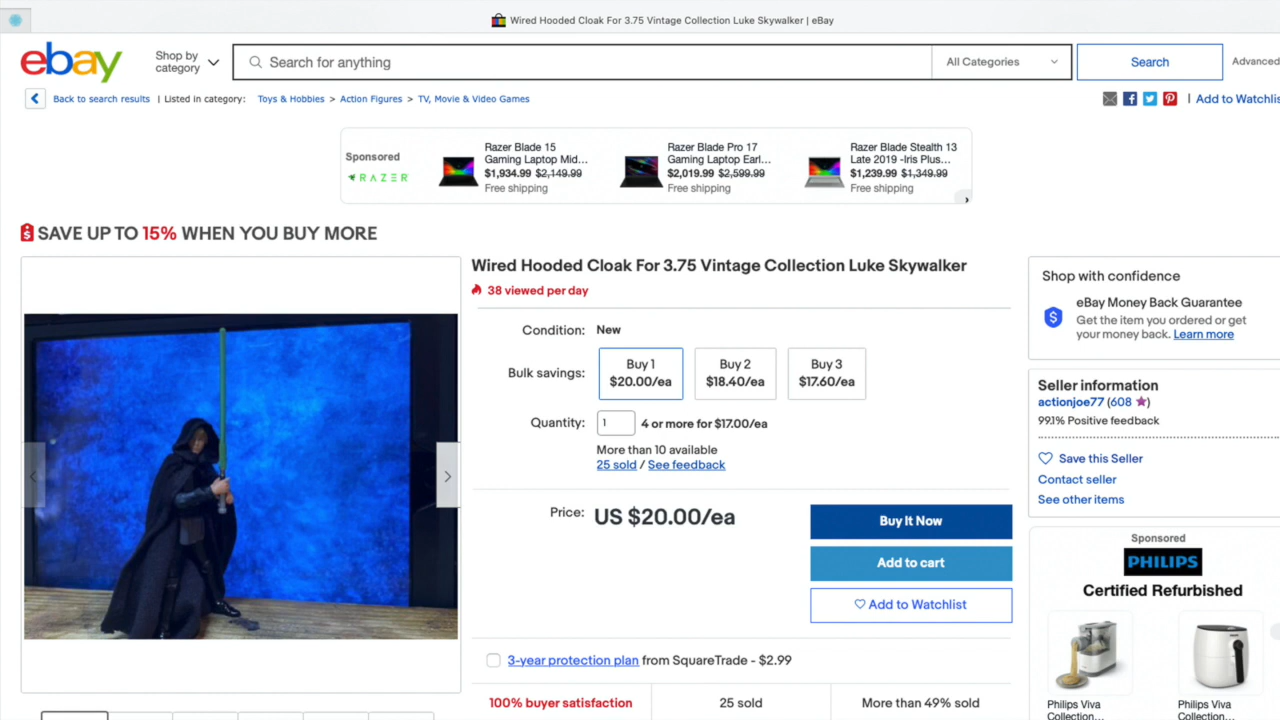 Wired Hooded Cloak For 3.75 Vintage Collection Luke Skywalker | eBay
ebay
Shop by
category
Search for anything
All Categories
Search
Advanced
Back to search results | Listed in category: Toys & Hobbies > Action Figures > TV, Movie & Video Games
| Add to Watchlis
Sponsored
RAZER
Razer Blade 15
Gaming Laptop Mid...
$1,934.99 $2,149.99
Free shipping
Razer Blade Pro 17
Gaming Laptop Earl...
$2,019.99 $2,599.99
Free shipping
Razer Blade Stealth 13
Late 2019 -Iris Plus...
$1,239.99 $1,349.99
Free shipping
SAVE UP TO 15% WHEN YOU BUY MORE
Wired Hooded Cloak For 3.75 Vintage Collection Luke Skywalker
38 viewed per day
Condition: New
Bulk savings:
Buy 1
$20.00/ea
Buy 2
$18.40/ea
Buy 3
$17.60/ea
Quantity: 1 4 or more for $17.00/ea
More than 10 available
25 sold / See feedback
Price: US $20.00/ea
Buy It Now
Add to cart
Add to Watchlist
3-year protection plan from SquareTrade - $2.99
100% buyer satisfaction
25 sold
More than 49% sold
Shop with confidence
eBay Money Back Guarantee
Get the item you ordered or get
your money back. Learn more
Seller information
actionjoe77 (608)
99.1% Positive feedback
Save this Seller
Contact seller
See other items
Sponsored
PHILIPS
Certified Refurbished
Philips Viva
Collection...
Philips Viva
Collection...